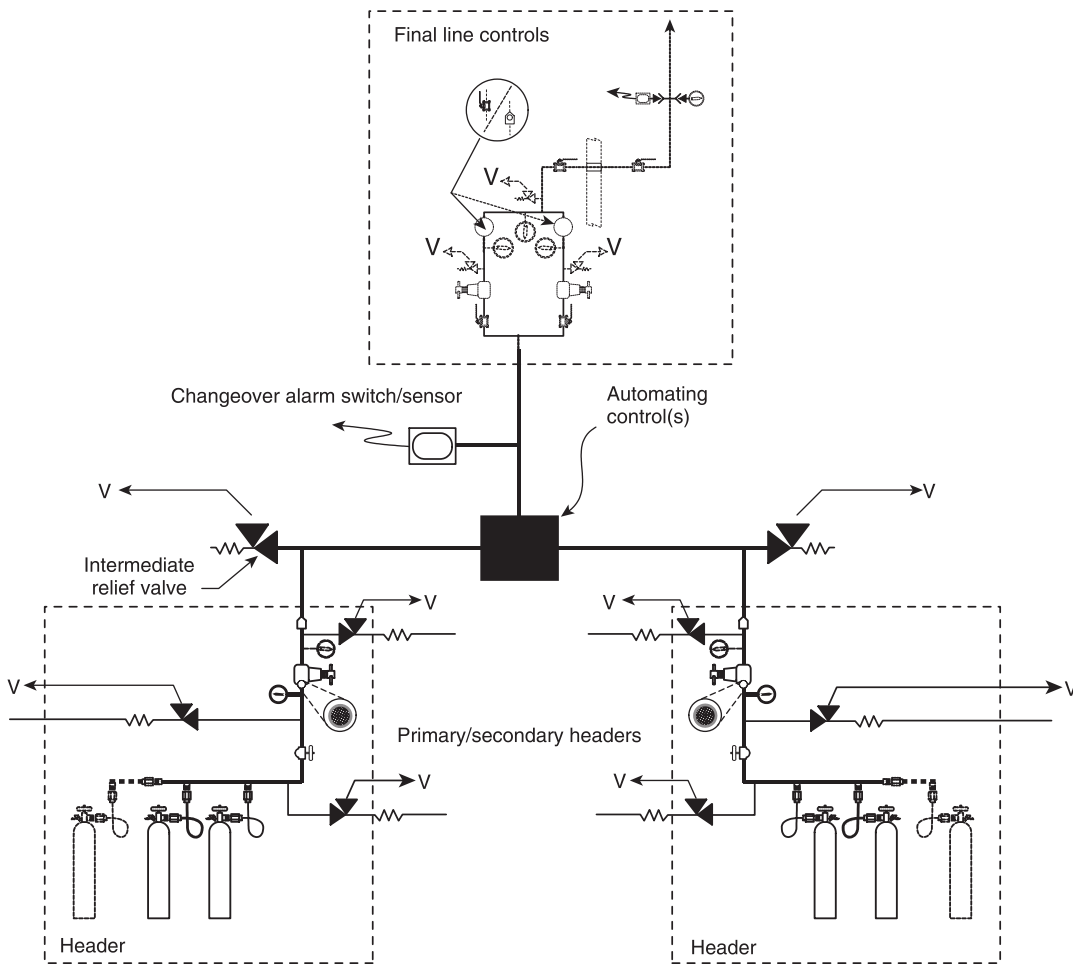 Final line controls
V
V
V
Changeover alarm switch/sensor
Automating
control(s)
V
V
Intermediate
relief valve
V
V
V
V
Primary/secondary headers
V
V
Header
Header